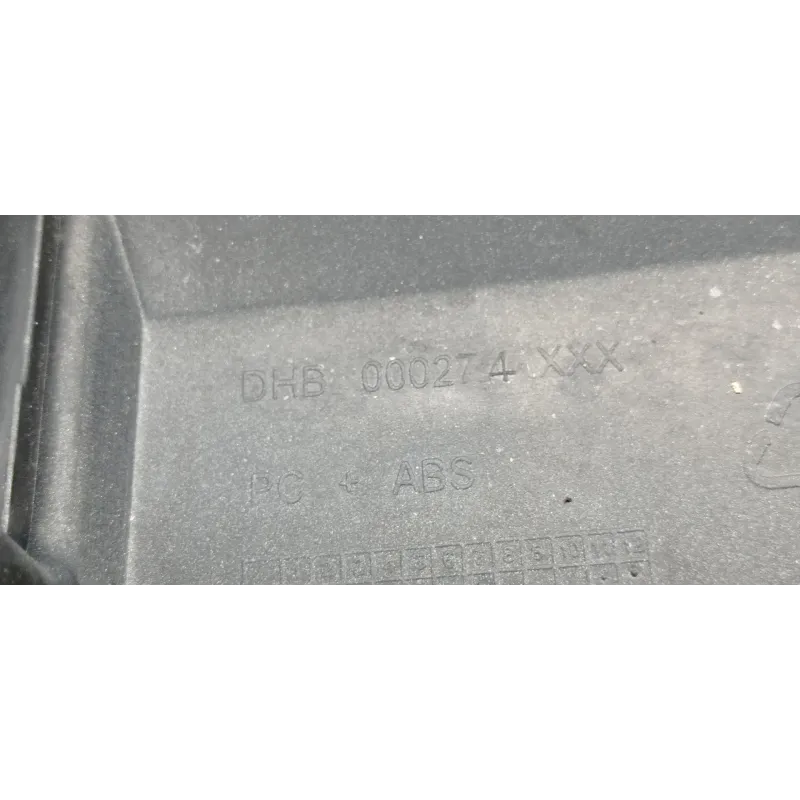 DHB 000274 XXX
PC + ABS